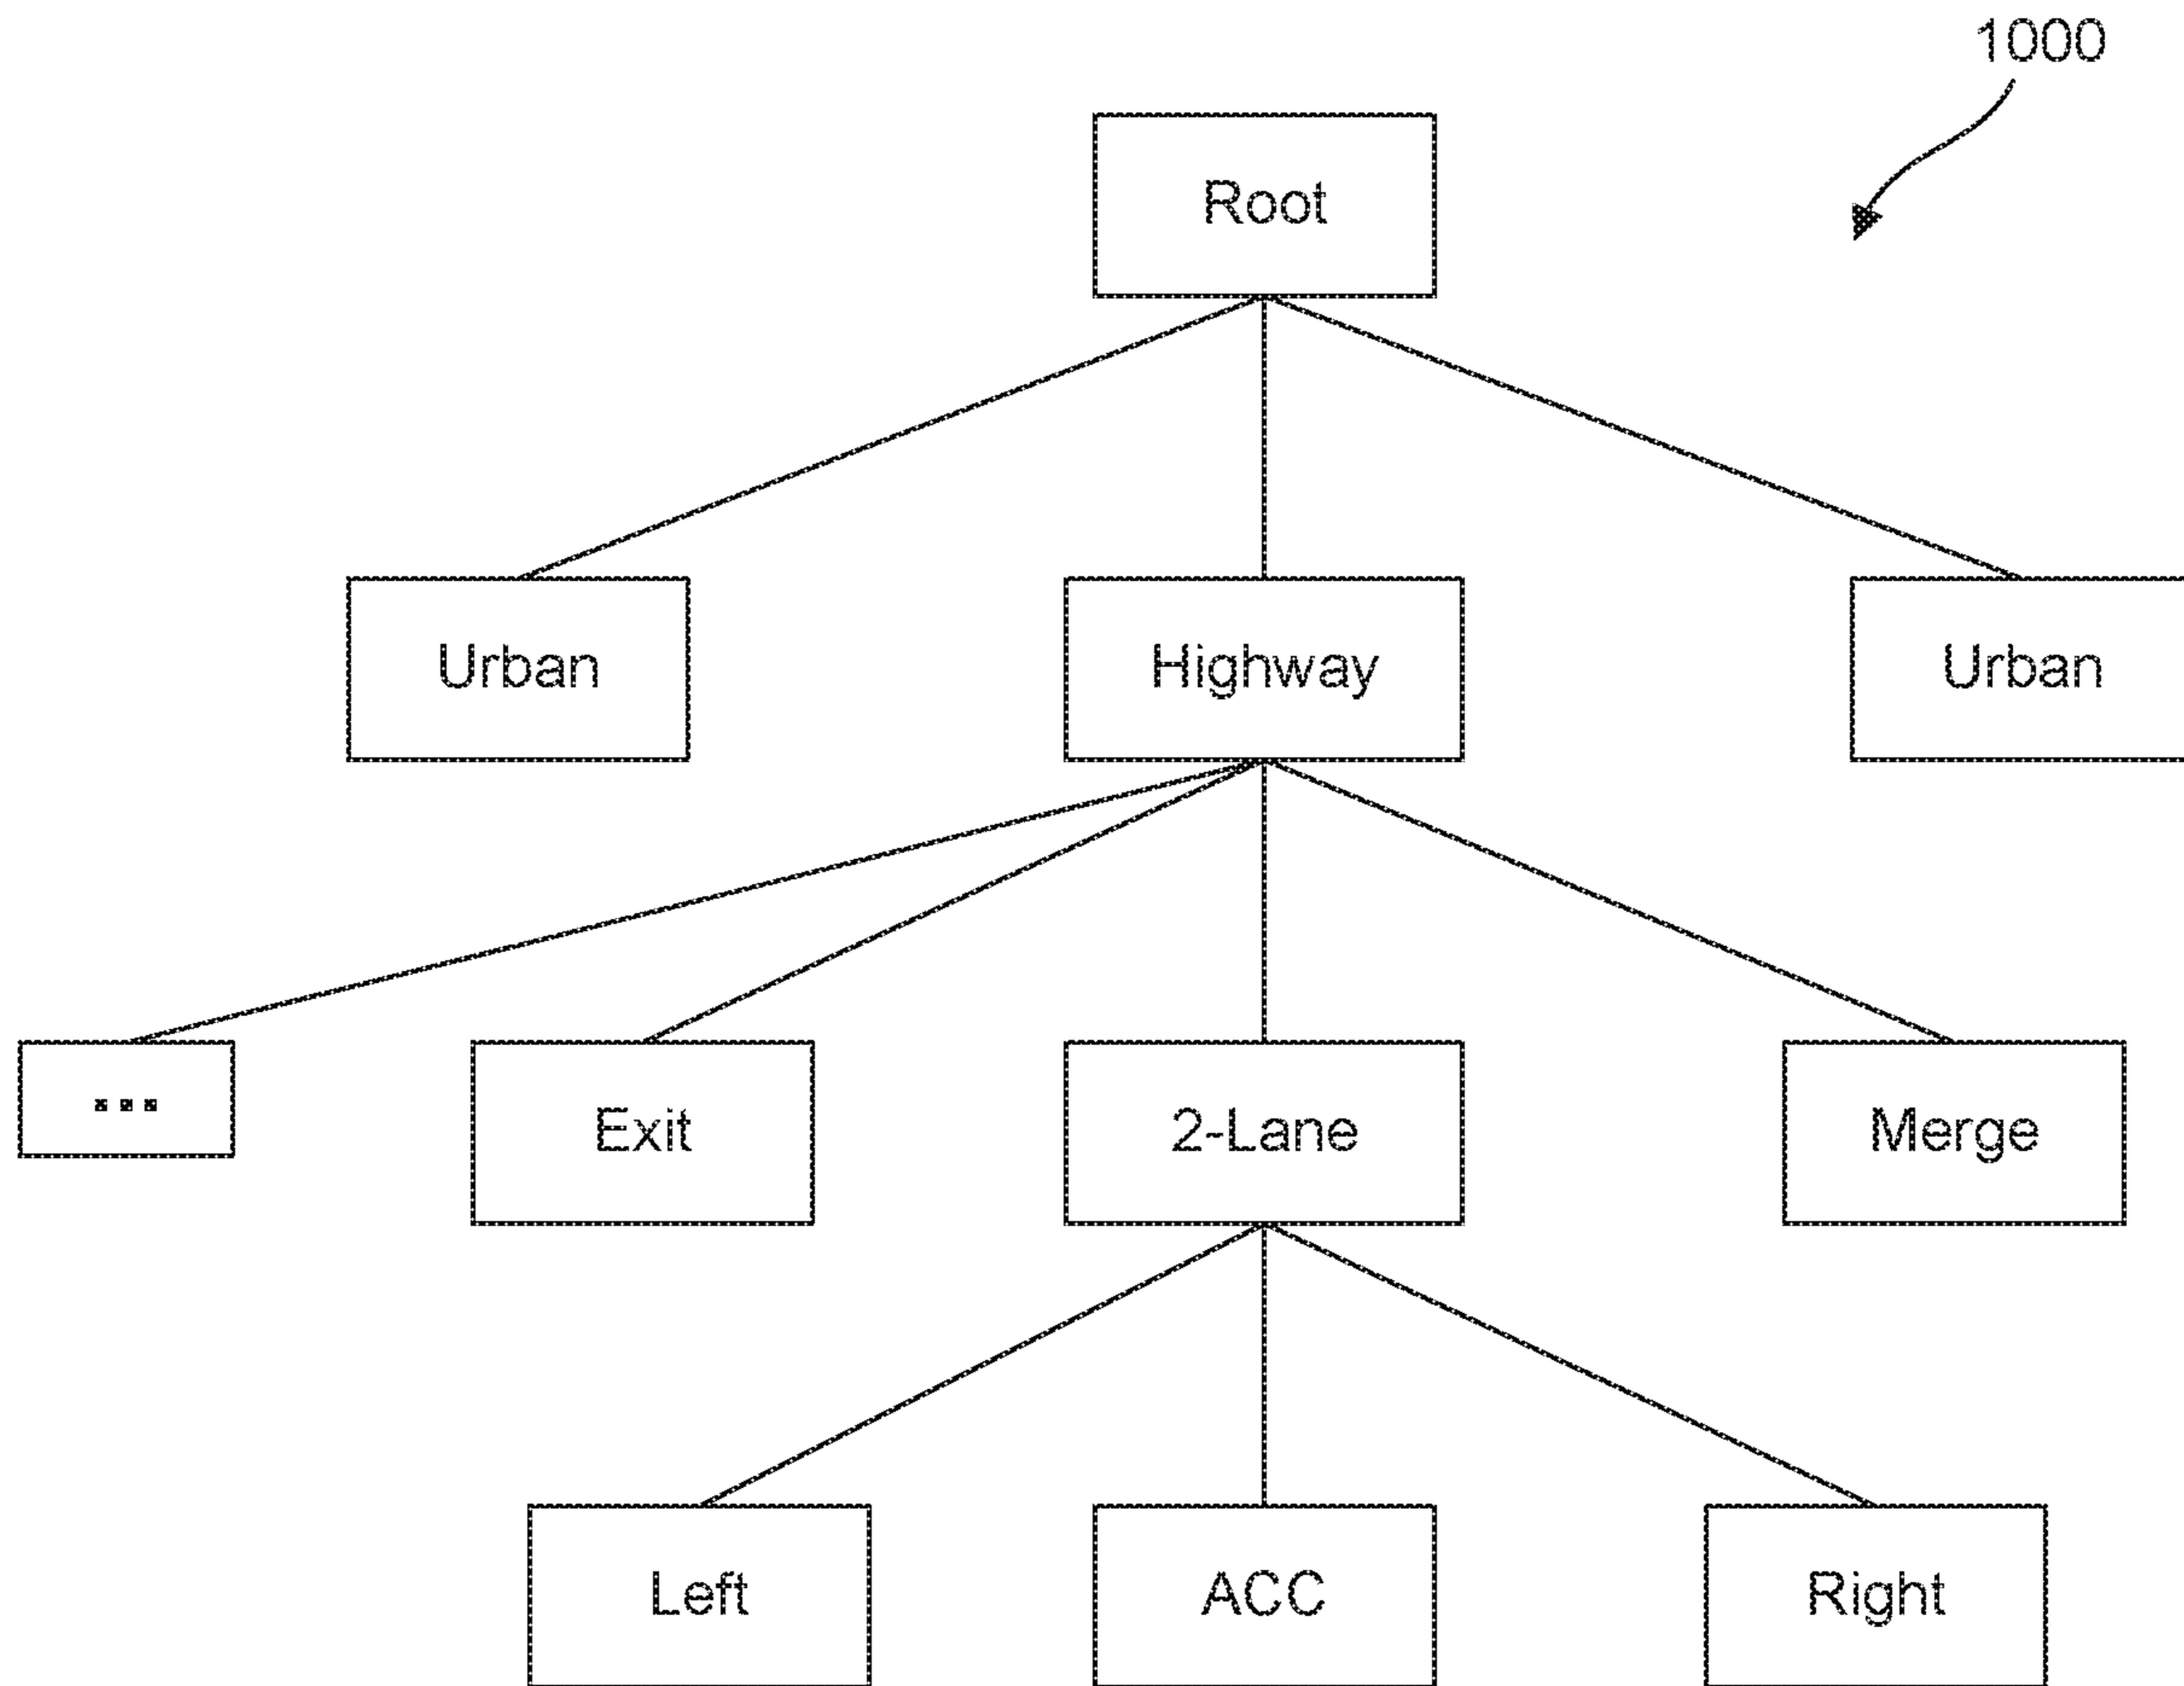 1000
Root
Urban
Highway
Urban
...
Exit
2-Lane
Merge
Left
ACC
Right